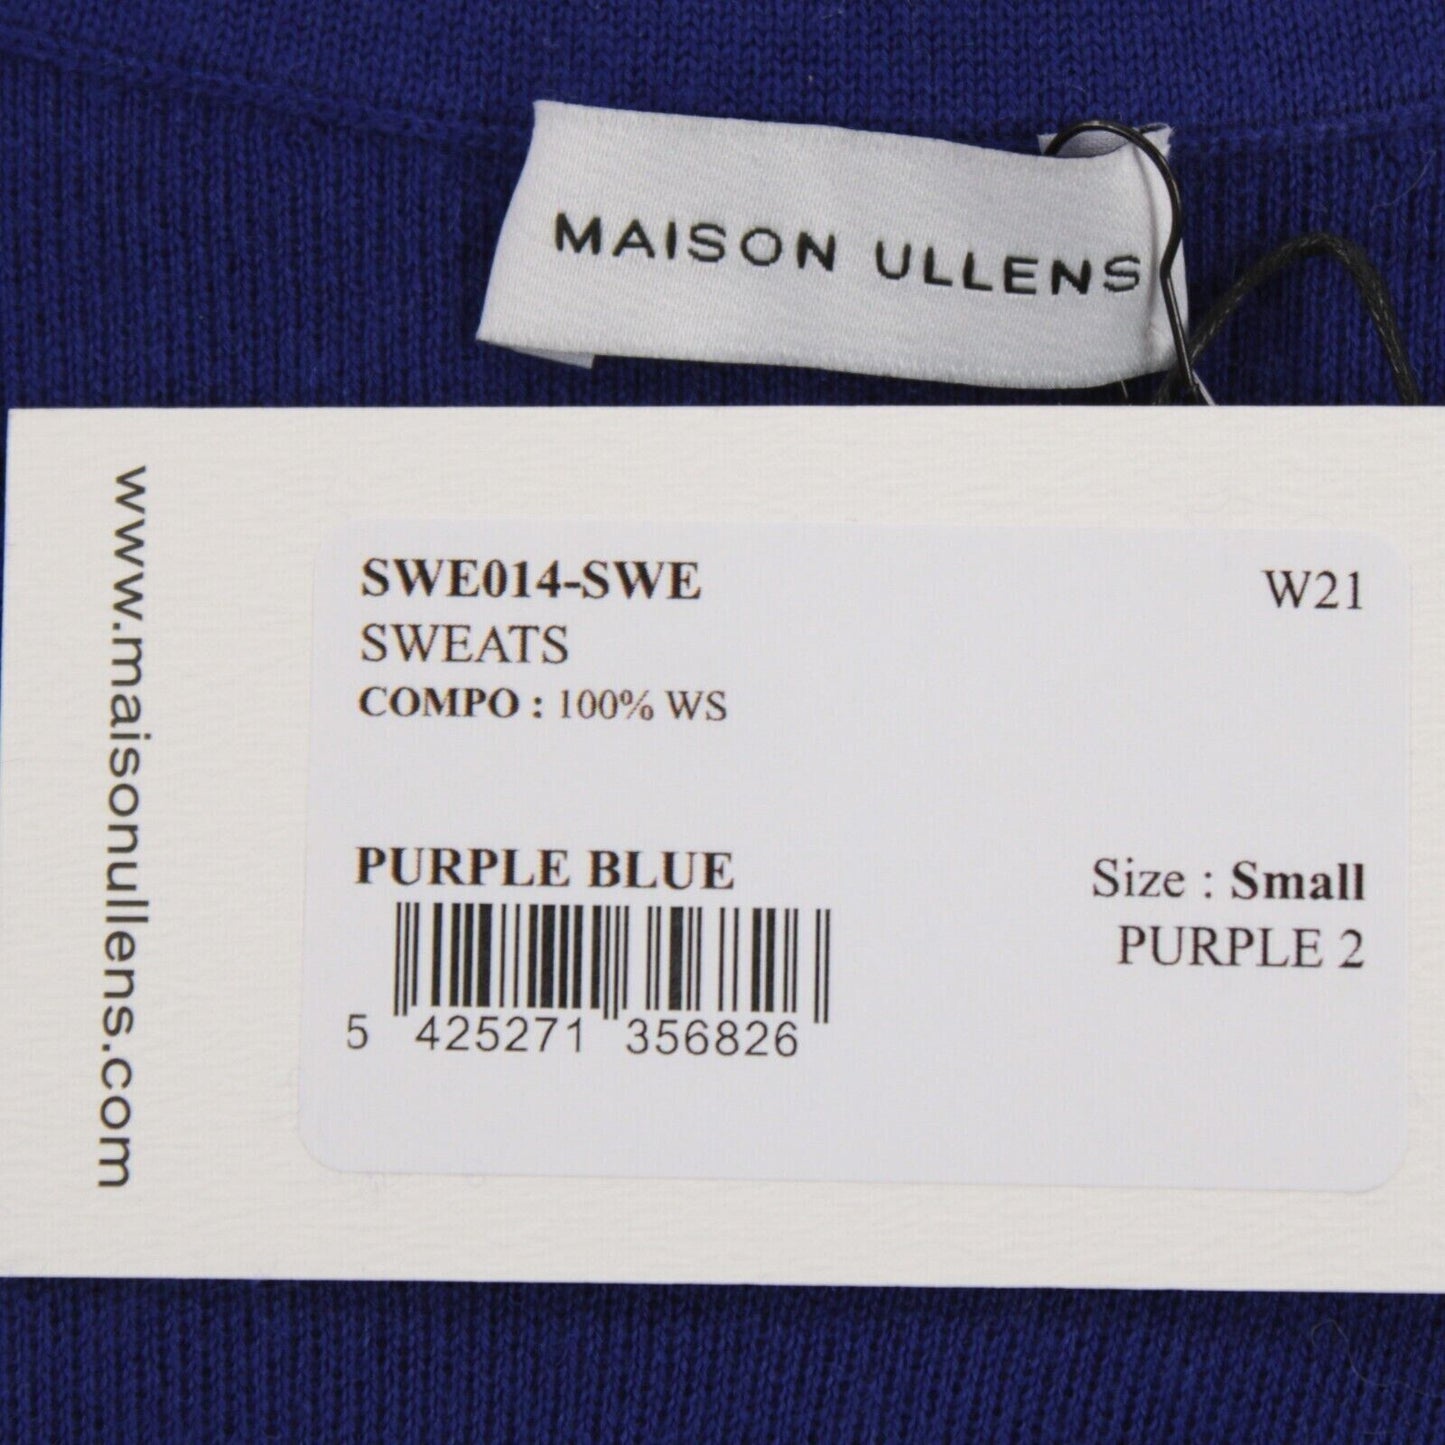 MAISON ULLENS
www.maisonullens.com
SWE014-SWE
W21
SWEATS
COMPO : 100% WS
PURPLE BLUE
Size : Small
PURPLE 2
5 425271 356826